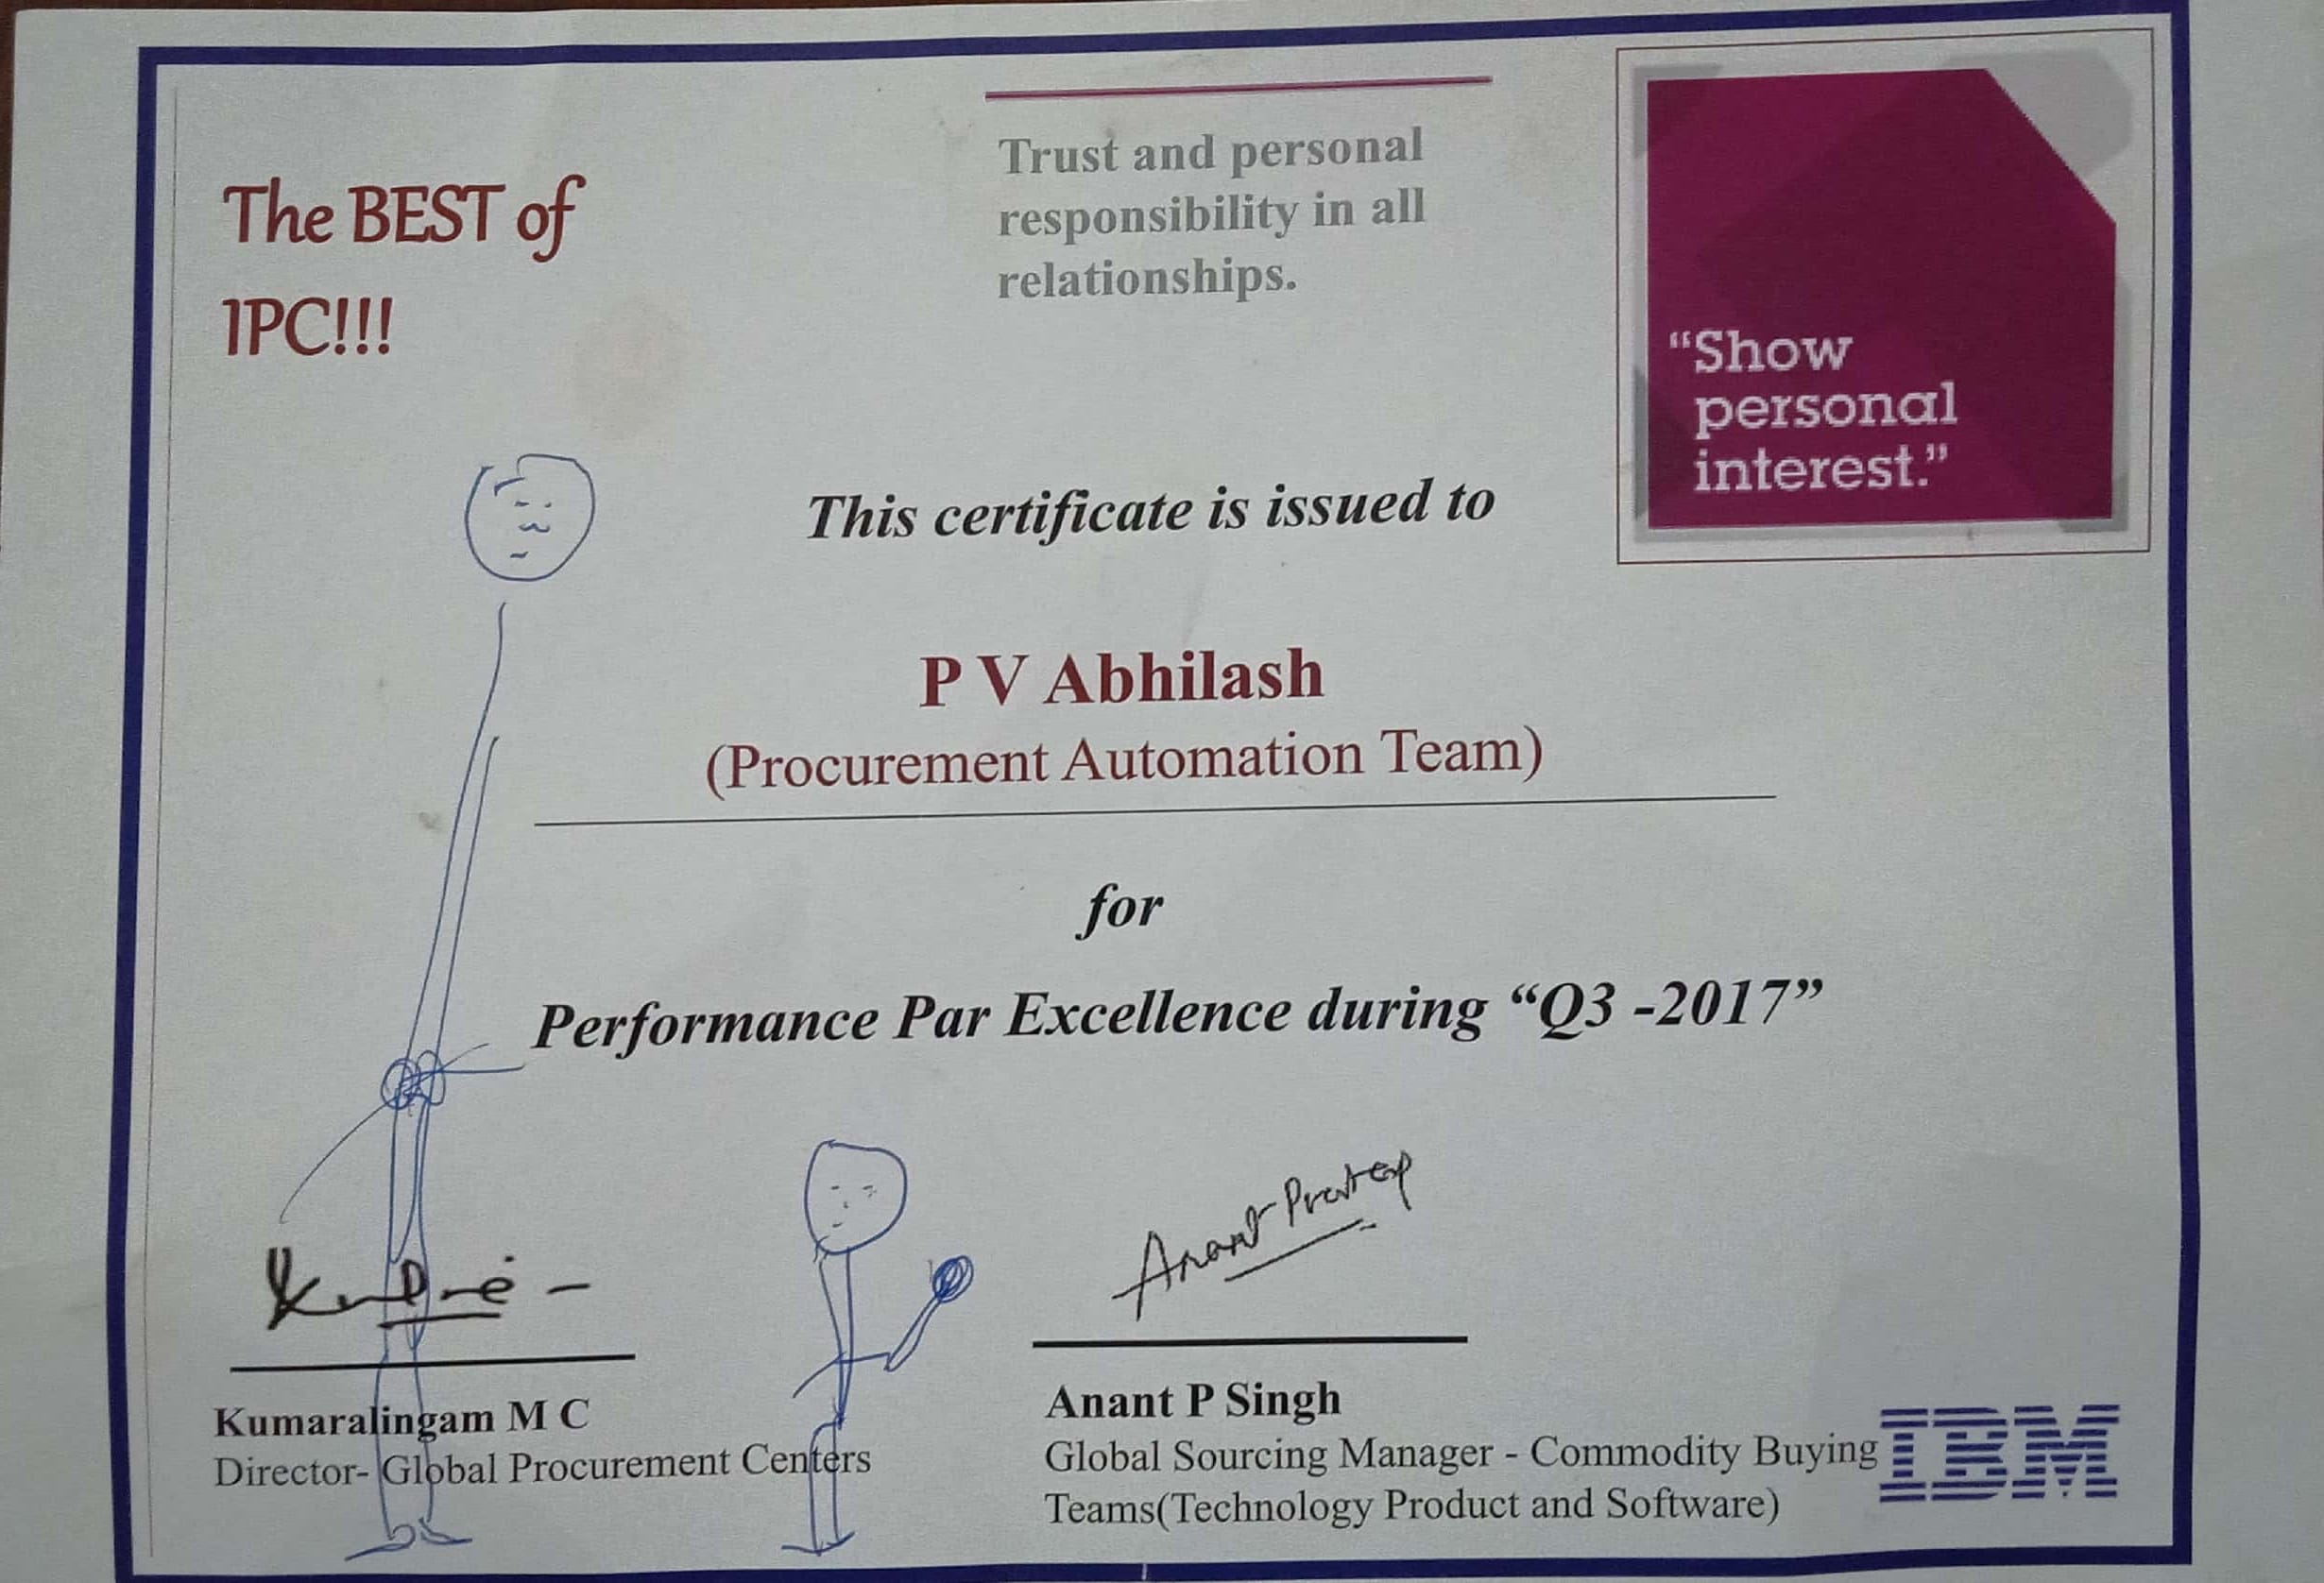 The BEST of
IPC!!!
Trust and personal
responsibility in all
relationships.
“Show
personal
interest.”
This certificate is issued to
P V Abhilash
(Procurement Automation Team)
for
Performance Par Excellence during “Q3 -2017”
Anant Pratap
Kumaralingam M C
Director- Global Procurement Centers
Anant P Singh
Global Sourcing Manager - Commodity Buying
Teams(Technology Product and Software)
IBM